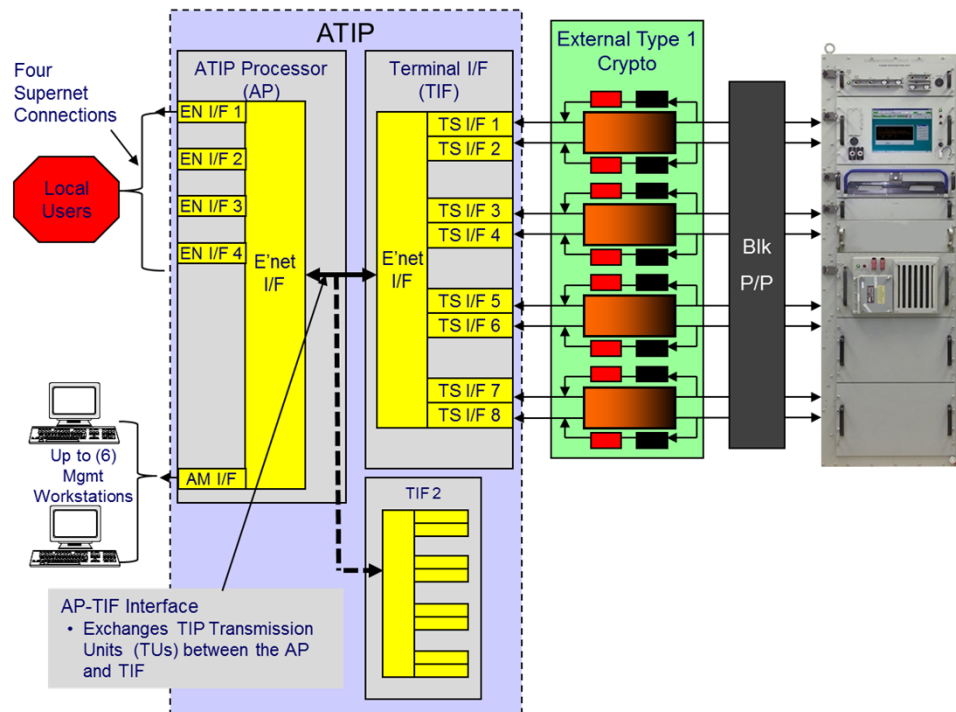 ATIP
Four
Supernet
Connections
Local
Users
ATIP Processor
(AP)
EN I/F 1
EN I/F 2
EN I/F 3
EN I/F 4
E'net
I/F
AM I/F
Up to (6)
Mgmt
Workstations
Terminal I/F
(TIF)
E'net
I/F
TS I/F 1
TS I/F 2
TS I/F 3
TS I/F 4
TS I/F 5
TS I/F 6
TS I/F 7
TS I/F 8
TIF 2
External Type 1
Crypto
Blk
P/P
AP-TIF Interface
• Exchanges TIP Transmission
Units (TUs) between the AP
and TIF